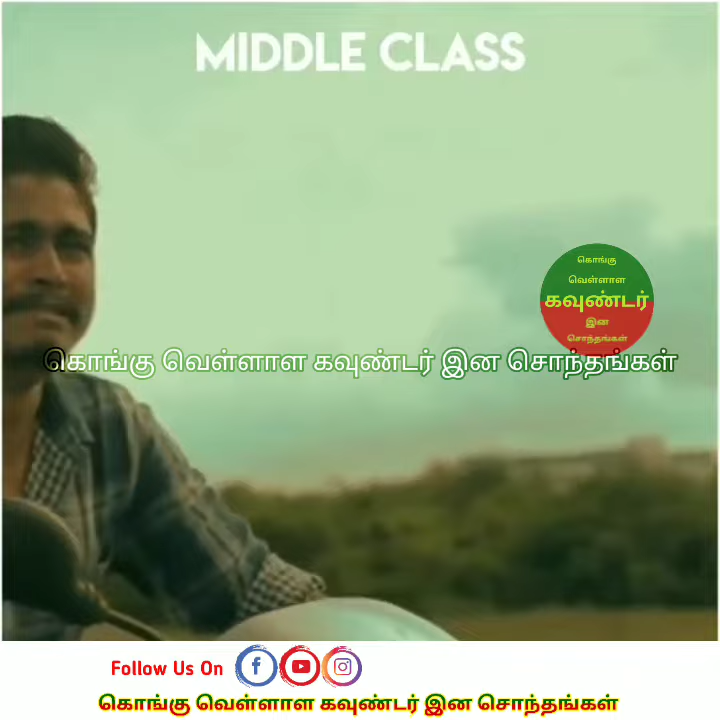 MIDDLE CLASS
கொங்கு
வெள்ளாள
கவுண்டர்
இன
சொந்தங்கள்
கொங்கு வெள்ளாள கவுண்டர் இன சொந்தங்கள்
Follow Us On
கொங்கு வெள்ளாள கவுண்டர் இன சொந்தங்கள்